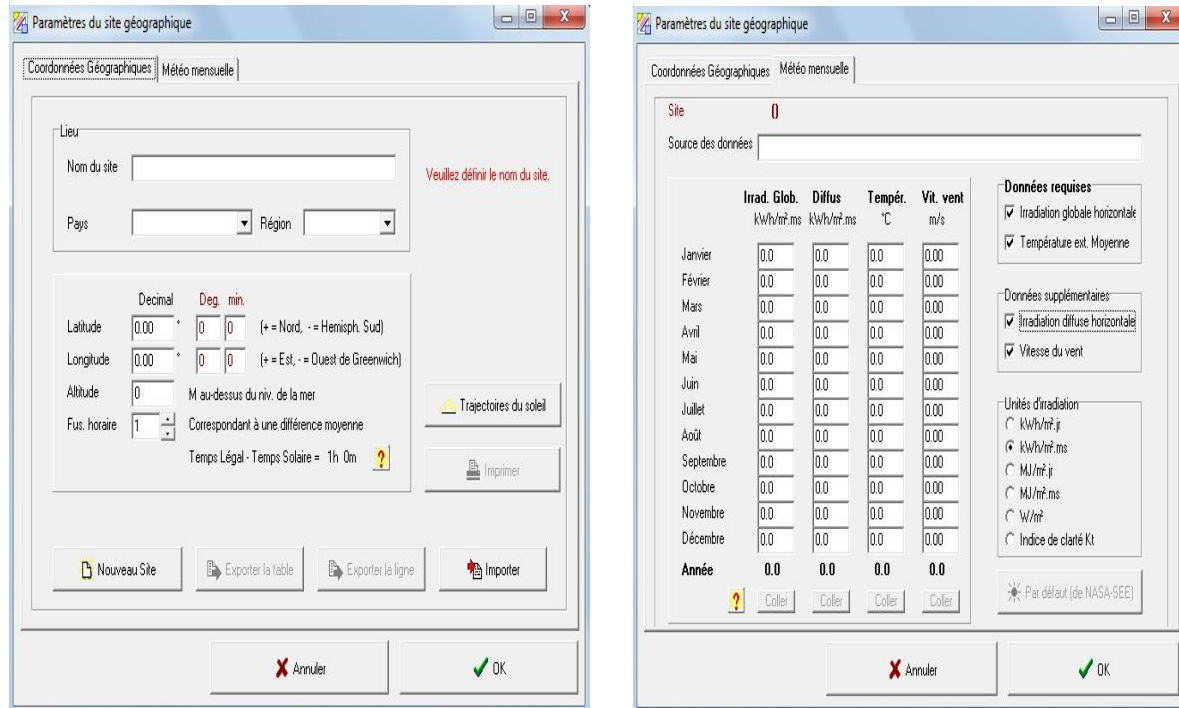 Paramètres du site géographique
Coordonnées Géographiques Météo mensuelle
Lieu
Nom du site
Veuillez définir le nom du site.
Pays Région
Decimal Deg. min.
Latitude 0.00 ° 0 0 (+ = Nord, - = Hemisph. Sud)
Longitude 0.00 ° 0 0 (+ = Est, - = Ouest de Greenwich)
Altitude 0 M au-dessus du niv. de la mer
Fus. horaire 1 Correspondant à une différence moyenne
Temps Légal - Temps Solaire = 1h 0m ?
Trajectoires du soleil
Imprimer
Nouveau Site Exporter la table Exporter la ligne Importer
Annuler OK
Paramètres du site géographique
Coordonnées Géographiques Météo mensuelle
Site ()
Source des données
Irrad. Glob. Diffus Tempér. Vit. vent
kWh/m².ms kWh/m².ms °C m/s
Janvier 0.0 0.0 0.0 0.00
Février 0.0 0.0 0.0 0.00
Mars 0.0 0.0 0.0 0.00
Avril 0.0 0.0 0.0 0.00
Mai 0.0 0.0 0.0 0.00
Juin 0.0 0.0 0.0 0.00
Juillet 0.0 0.0 0.0 0.00
Août 0.0 0.0 0.0 0.00
Septembre 0.0 0.0 0.0 0.00
Octobre 0.0 0.0 0.0 0.00
Novembre 0.0 0.0 0.0 0.00
Décembre 0.0 0.0 0.0 0.00
Année 0.0 0.0 0.0 0.0
? Coller Coller Coller Coller
Données requises
Irradiation globale horizontale
Température ext. Moyenne
Données supplémentaires
Irradiation diffuse horizontale
Vitesse du vent
Unités d'irradiation
kWh/m².jr
kWh/m².ms
MJ/m².jr
MJ/m².ms
W/m²
Indice de clarté Kt
Par défaut (de NASA-SEE)
Annuler OK